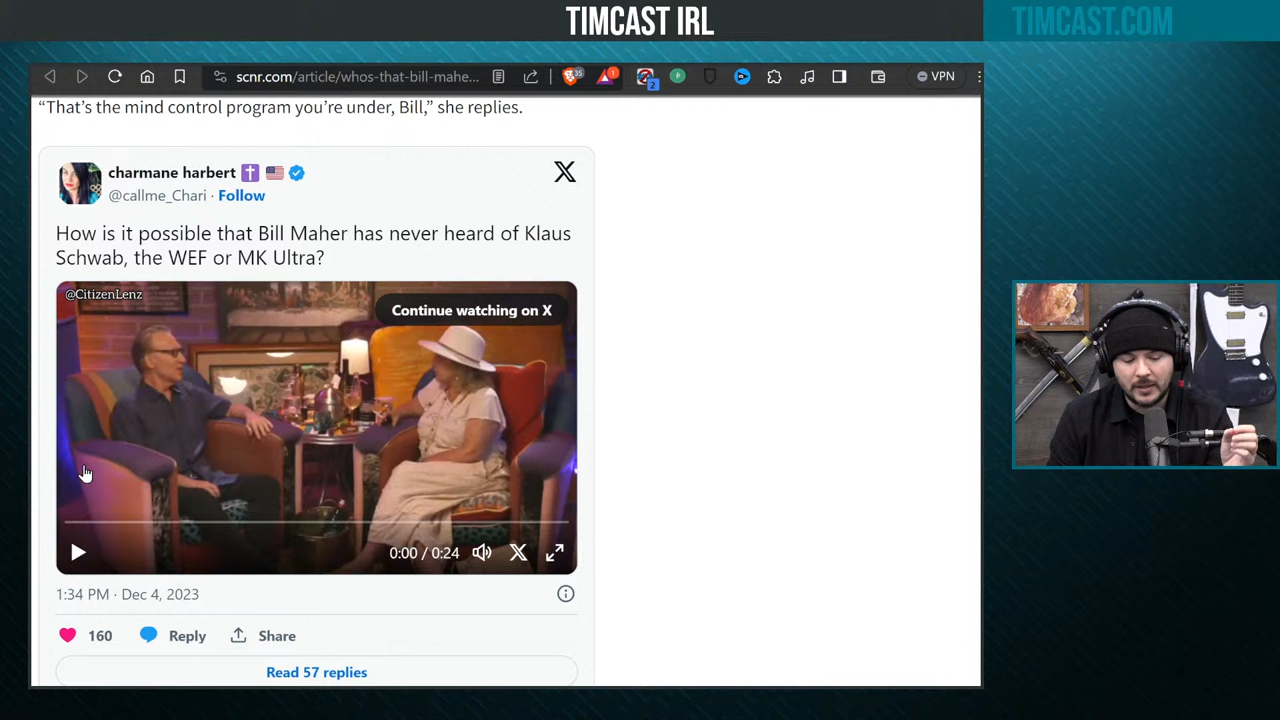 TIMCAST IRL
TIMCAST.COM
scnr.com/article/whos-that-bill-mahe...
35
1
2
VPN
“That’s the mind control program you’re under, Bill,” she replies.
charmane harbert
@callme_Chari · Follow
How is it possible that Bill Maher has never heard of Klaus
Schwab, the WEF or MK Ultra?
@CitizenLenz
Continue watching on X
0:00 / 0:24
1:34 PM · Dec 4, 2023
160
Reply
Share
Read 57 replies